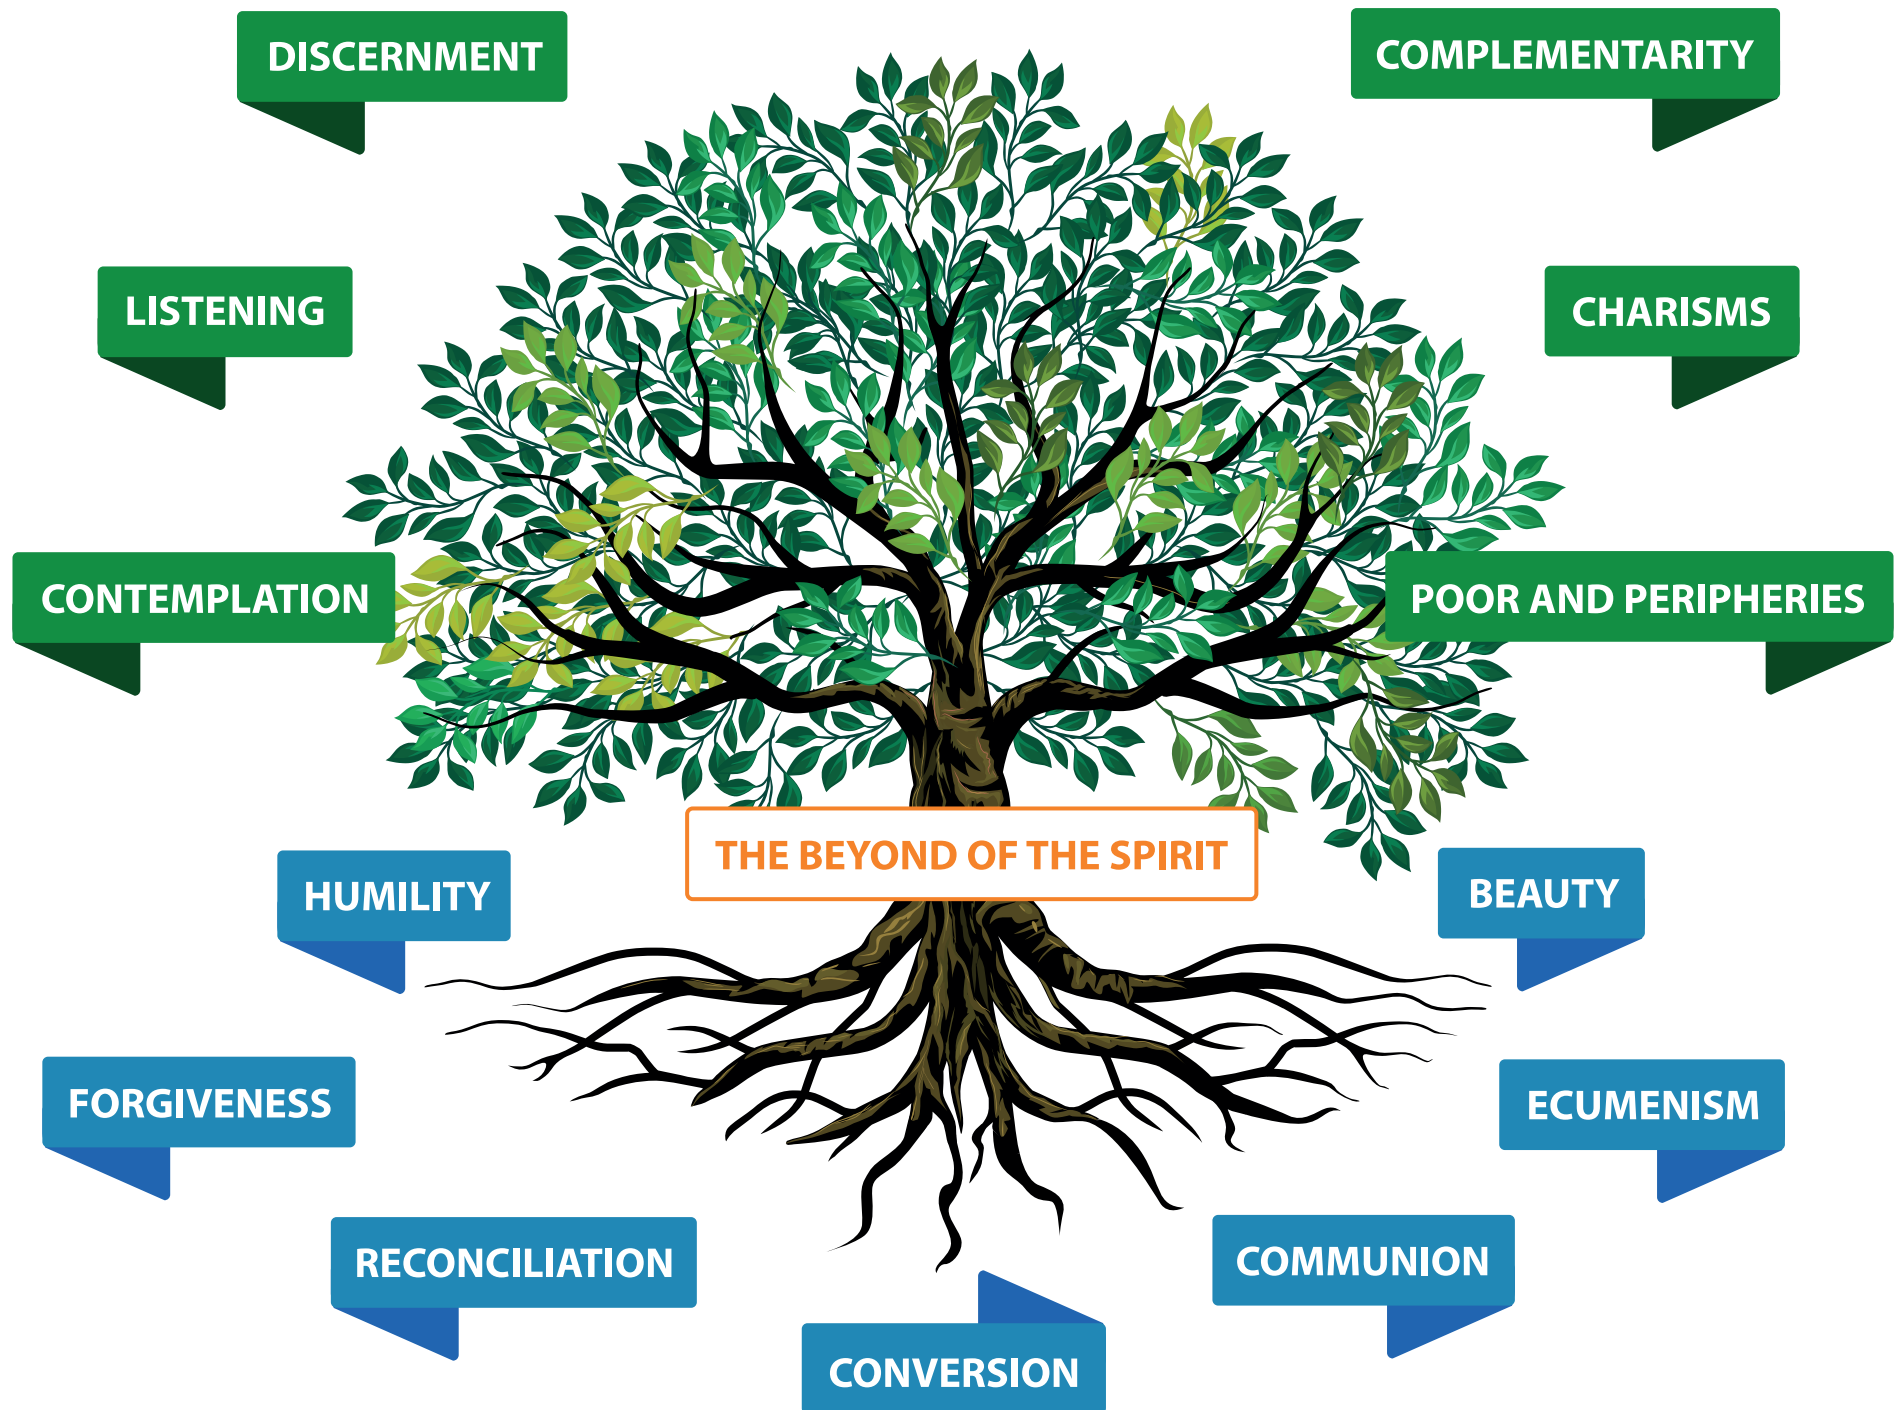 DISCERNMENT
COMPLEMENTARITY
LISTENING
CHARISMS
CONTEMPLATION
POOR AND PERIPHERIES
THE BEYOND OF THE SPIRIT
HUMILITY
BEAUTY
FORGIVENESS
ECUMENISM
RECONCILIATION
COMMUNION
CONVERSION